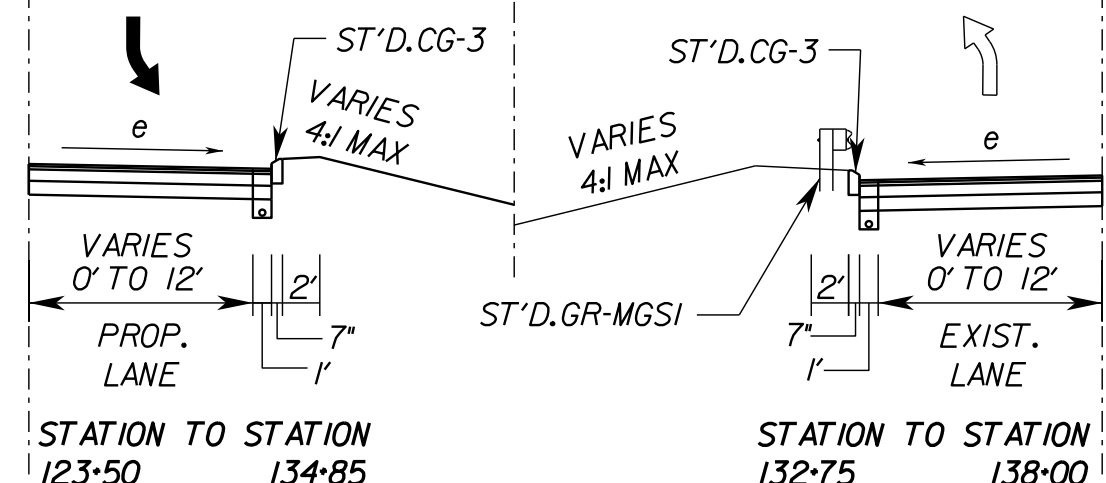 ST'D.CG-3
VARIES
4:1 MAX
e
VARIES
0' TO 12'
2'
7"
1'
PROP.
LANE
STATION TO STATION
123+50 134+85
ST'D.CG-3
VARIES
4:1 MAX
e
ST'D.GR-MGS1
2'
7"
1'
VARIES
0' TO 12'
EXIST.
LANE
STATION TO STATION
132+75 138+00